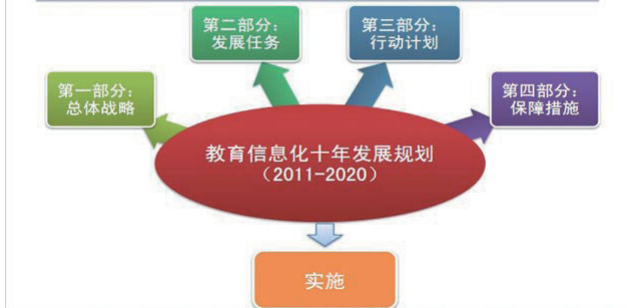 第一部分：
总体战略
第二部分：
发展任务
第三部分：
行动计划
第四部分：
保障措施
教育信息化十年发展规划
（2011-2020）
实施